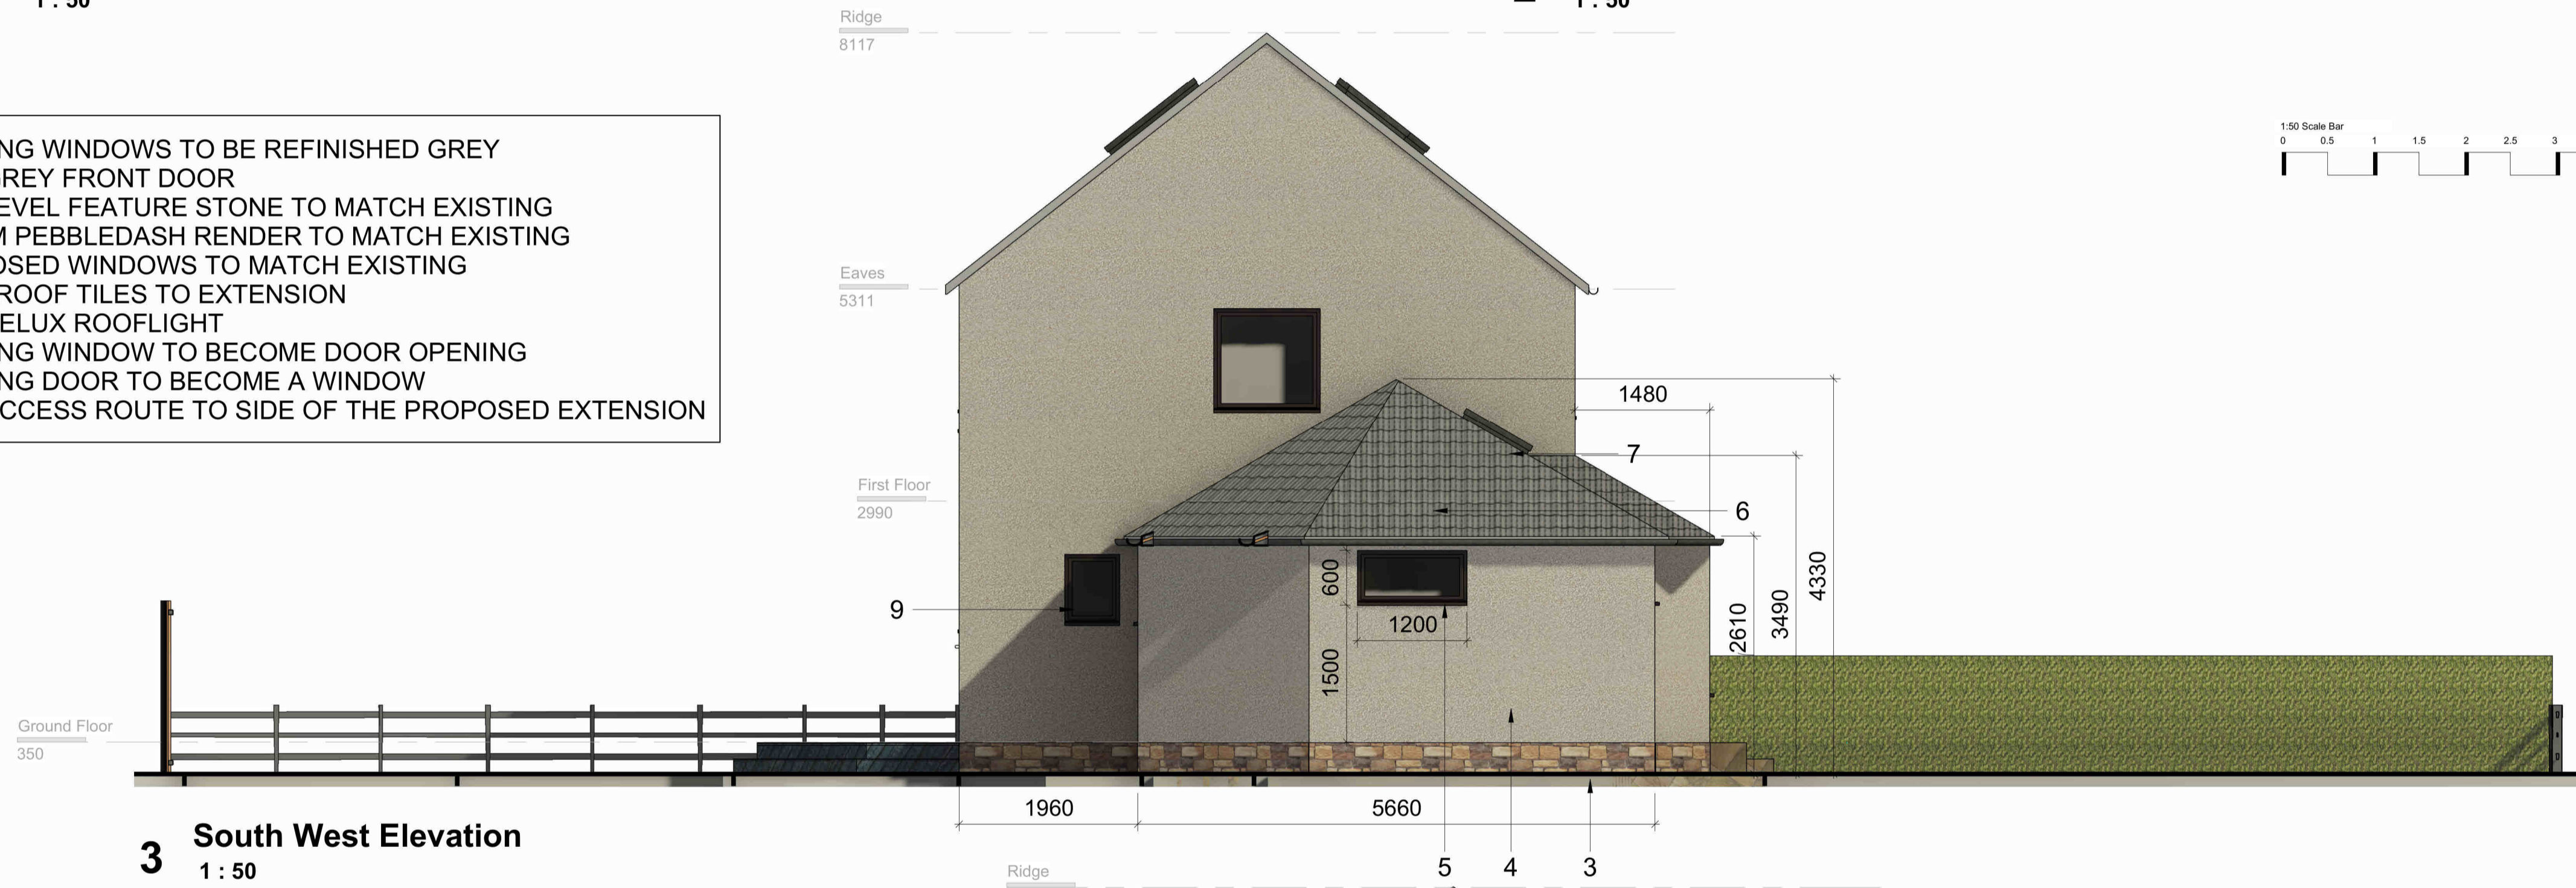 1 : 50
1 : 50
Ridge
8117
1:50 Scale Bar
0 0.5 1 1.5 2 2.5 3
NG WINDOWS TO BE REFINISHED GREY
GREY FRONT DOOR
EVEL FEATURE STONE TO MATCH EXISTING
M PEBBLEDASH RENDER TO MATCH EXISTING
OSED WINDOWS TO MATCH EXISTING
ROOF TILES TO EXTENSION
ELUX ROOFLIGHT
NG WINDOW TO BECOME DOOR OPENING
NG DOOR TO BECOME A WINDOW
CCESS ROUTE TO SIDE OF THE PROPOSED EXTENSION
Eaves
5311
1480
7
First Floor
2990
6
600
4330
9
3490
2610
1200
1500
Ground Floor
350
1960
5660
3 South West Elevation
1 : 50
5 4 3
Ridge